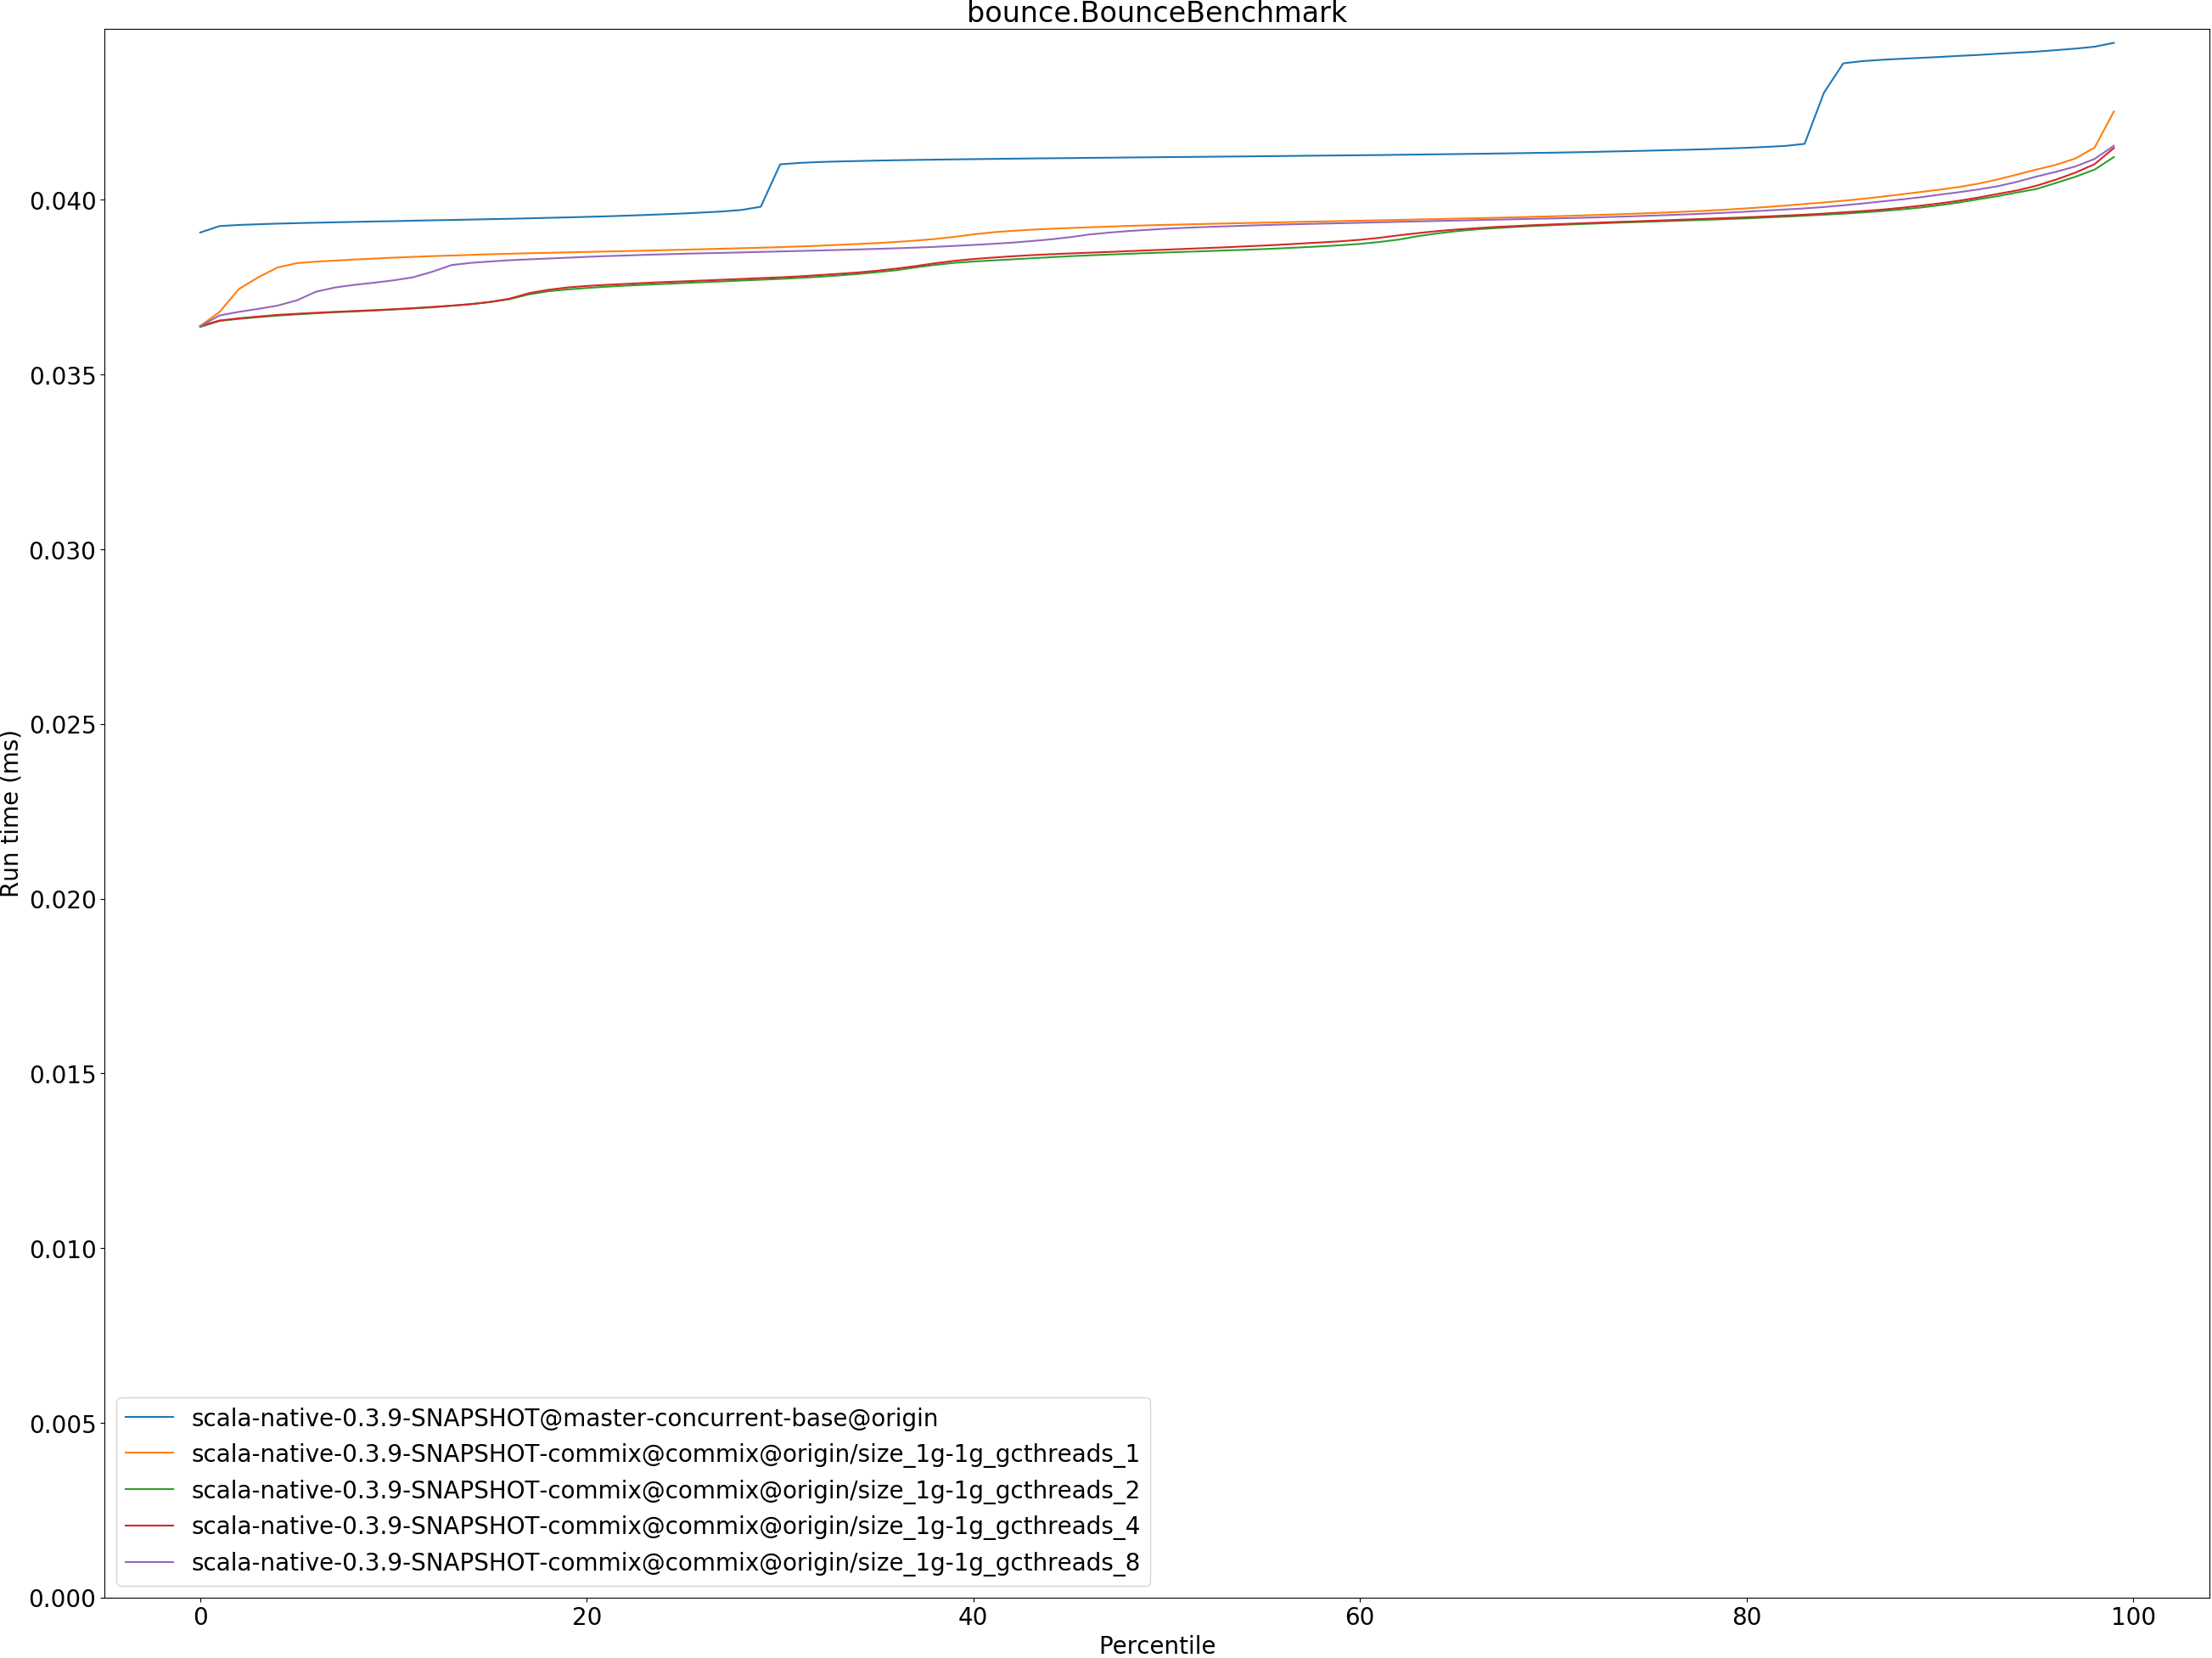 bounce.BounceBenchmark
Run time (ms)
0.040
0.035
0.030
0.025
0.020
0.015
0.010
0.005
0.000
scala-native-0.3.9-SNAPSHOT@master-concurrent-base@origin
scala-native-0.3.9-SNAPSHOT-commix@commix@origin/size_1g-1g_gcthreads_1
scala-native-0.3.9-SNAPSHOT-commix@commix@origin/size_1g-1g_gcthreads_2
scala-native-0.3.9-SNAPSHOT-commix@commix@origin/size_1g-1g_gcthreads_4
scala-native-0.3.9-SNAPSHOT-commix@commix@origin/size_1g-1g_gcthreads_8
0 20 40 60 80 100
Percentile